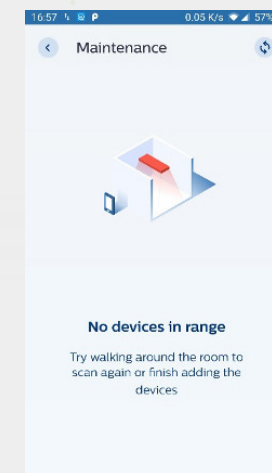 16:57 0.05 K/s 57%
Maintenance
No devices in range
Try walking around the room to
scan again or finish adding the
devices